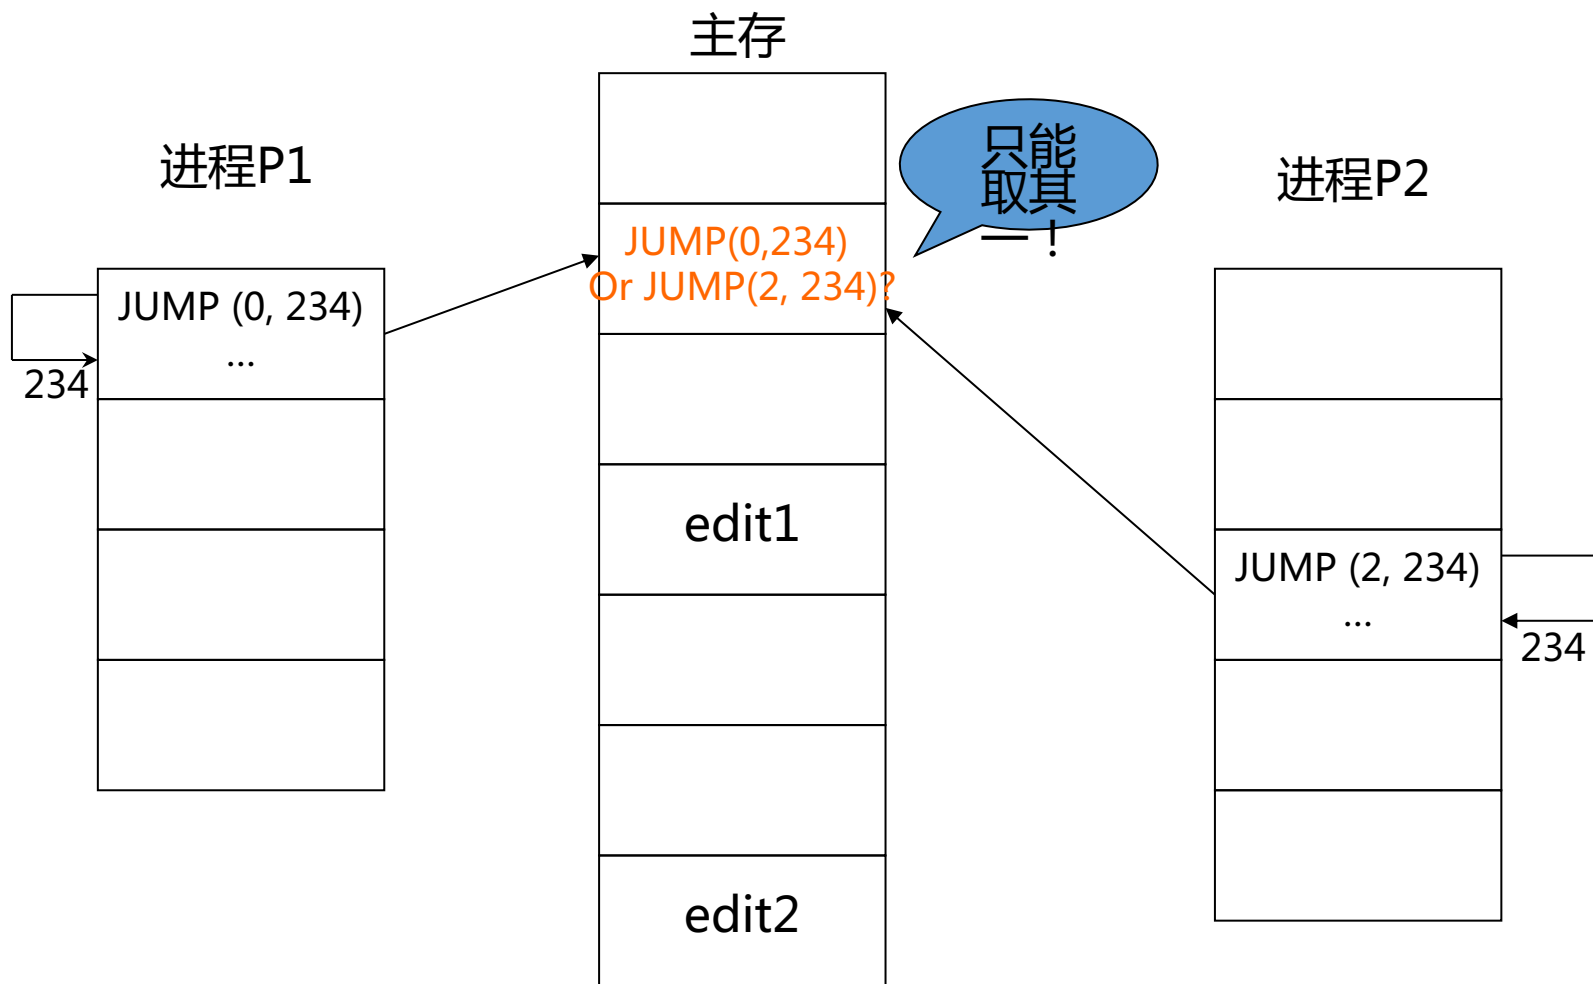 主存
进程P1
只能
取其
一！
进程P2
JUMP(0,234)
Or JUMP(2, 234)?
JUMP (0, 234)
...
234
edit1
JUMP (2, 234)
...
234
edit2